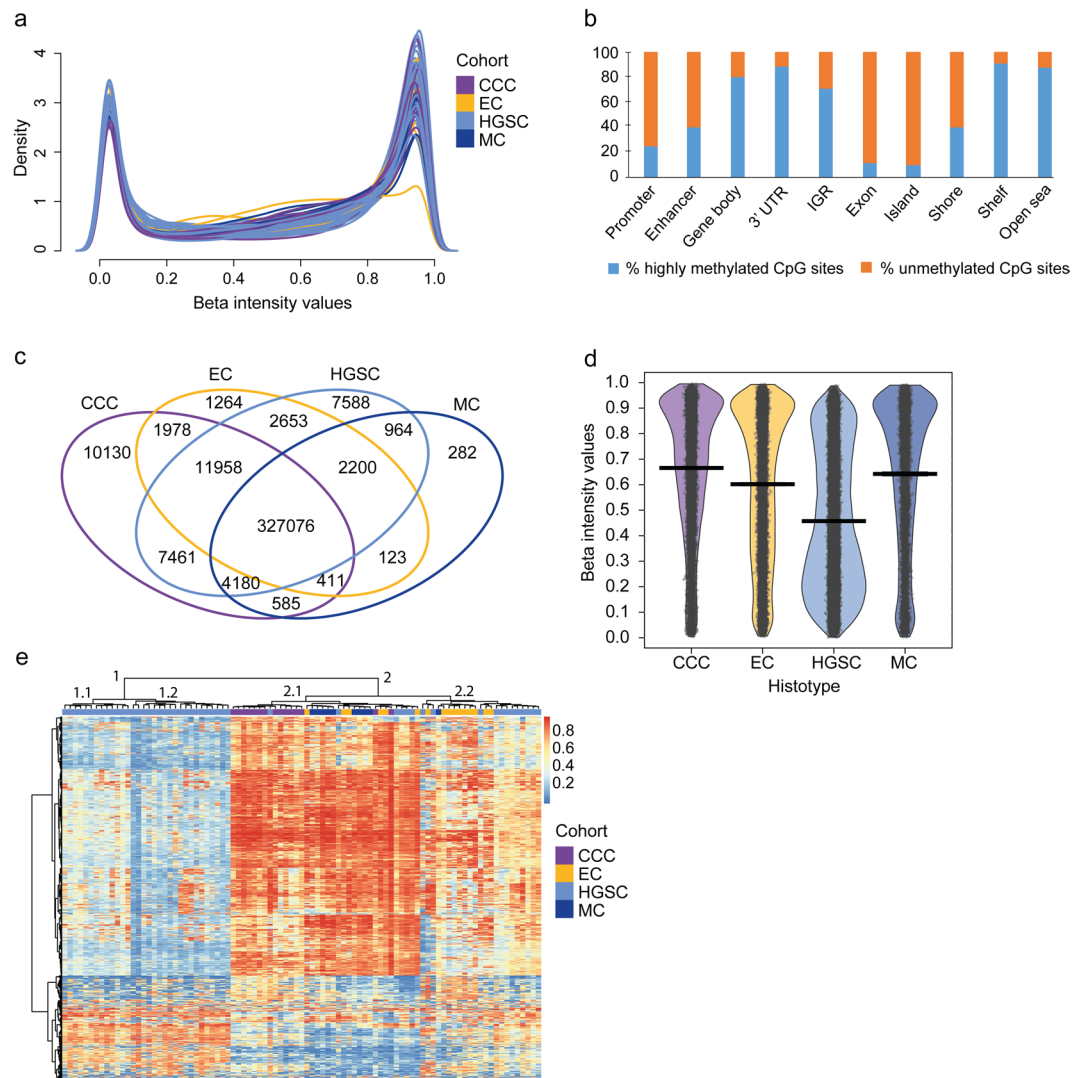 a
4
3
2
1
0
Density
0.0 0.2 0.4 0.6 0.8 1.0
Beta intensity values
Cohort
CCC
EC
HGSC
MC
b
100
80
60
40
20
0
Promoter
Enhancer
Gene body
3' UTR
IGR
Exon
Island
Shore
Shelf
Open sea
% highly methylated CpG sites
% unmethylated CpG sites
c
EC
HGSC
CCC
MC
1264
7588
1978
2653
964
10130
282
11958
2200
327076
7461
123
4180
411
585
d
1.0
0.9
0.8
0.7
0.6
0.5
0.4
0.3
0.2
0.1
0.0
Beta intensity values
CCC EC HGSC MC
Histotype
e
1
2
1.1
1.2
2.1
2.2
0.8
0.6
0.4
0.2
Cohort
CCC
EC
HGSC
MC